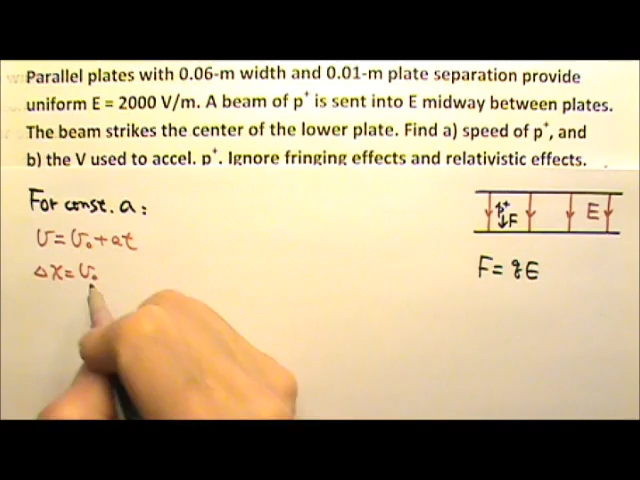 Parallel plates with 0.06-m width and 0.01-m plate separation provide
uniform E = 2000 V/m. A beam of p⁺ is sent into E midway between plates.
The beam strikes the center of the lower plate. Find a) speed of p⁺, and
b) the V used to accel. p⁺. Ignore fringing effects and relativistic effects.
For const. a:
v = v₀ + at
Δx = v₀
p⁺
F
E
F = qE